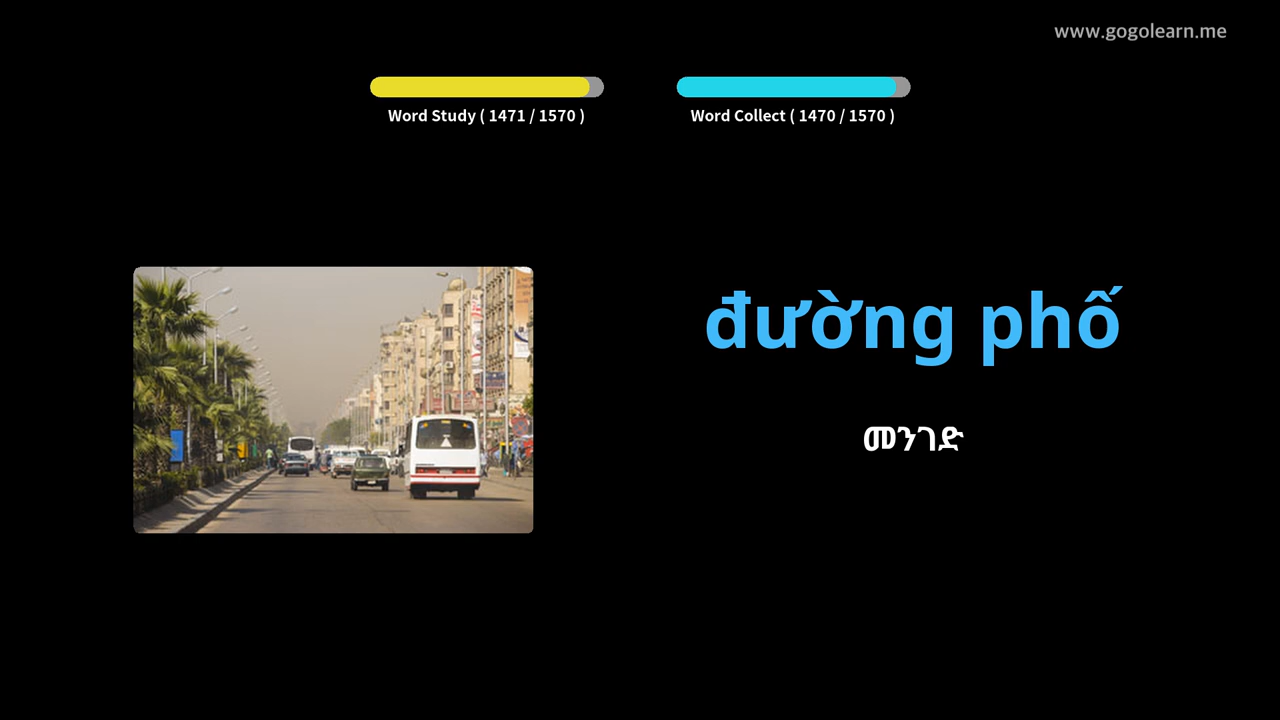 www.gogolearn.me
Word Study ( 1471 / 1570 )
Word Collect ( 1470 / 1570 )
đường phố
መንገድ